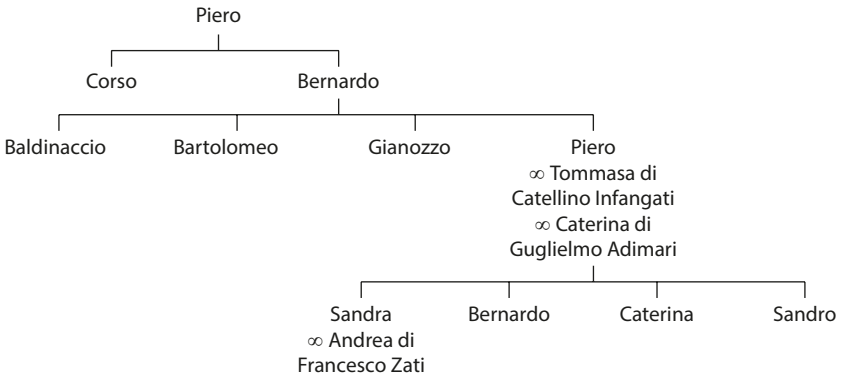 Piero
Corso Bernardo
Baldinaccio Bartolomeo Gianozzo Piero
∞ Tommasa di
Catellino Infangati
∞ Caterina di
Guglielmo Adimari
Sandra Bernardo Caterina Sandro
∞ Andrea di
Francesco Zati